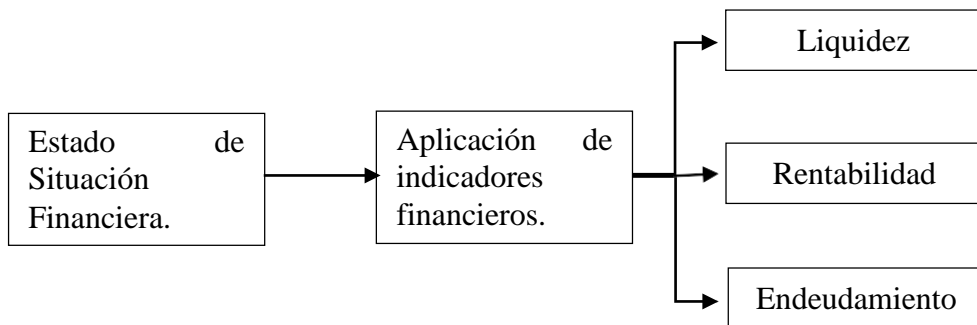 Estado de
Situación
Financiera.
Aplicación de
indicadores
financieros.
Liquidez
Rentabilidad
Endeudamiento